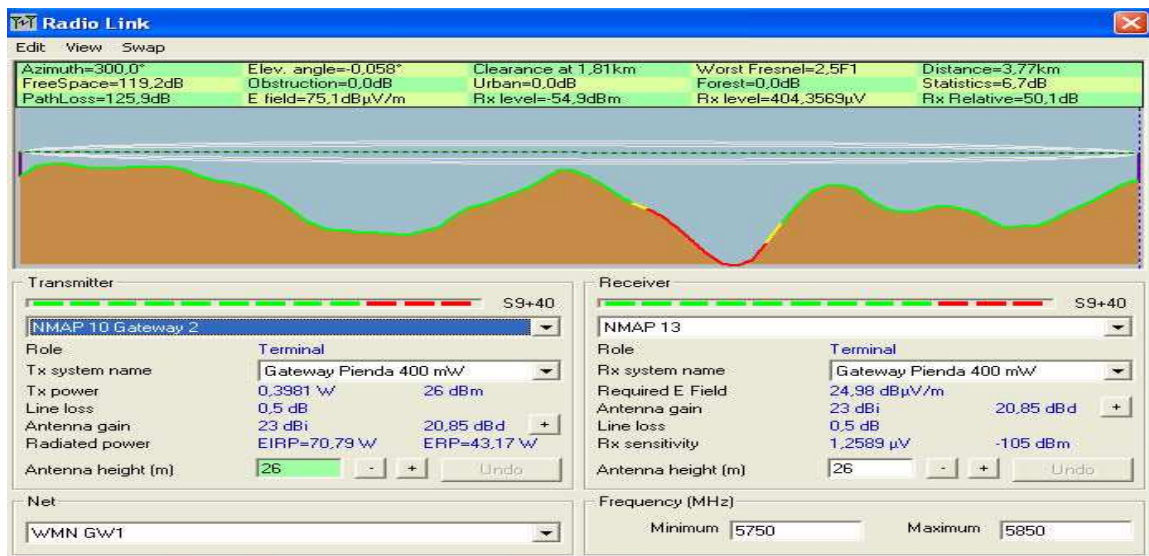 Radio Link
Edit View Swap
Azimuth=300,0° Elev. angle=-0,058° Clearance at 1,81km Worst Fresnel=2,5F1 Distance=3,77km
FreeSpace=119,2dB Obstruction=0,0dB Urban=0,0dB Forest=0,0dB Statistics=6,7dB
PathLoss=125,9dB E field=75,1dBµV/m Rx level=-54,9dBm Rx level=404,3569µV Rx Relative=50,1dB
Transmitter
S9+40
NMAP 10 Gateway 2
Role Terminal
Tx system name Gateway Pienda 400 mW
Tx power 0,3981 W 26 dBm
Line loss 0,5 dB
Antenna gain 23 dBi 20,85 dBd +
Radiated power EIRP=70,79 W ERP=43,17 W
Antenna height (m) 26 - + Undo
Net
WMN GW1
Receiver
S9+40
NMAP 13
Role Terminal
Rx system name Gateway Pienda 400 mW
Required E Field 24,98 dBµV/m
Antenna gain 23 dBi 20,85 dBd +
Line loss 0,5 dB
Rx sensitivity 1,2589 µV -105 dBm
Antenna height (m) 26 - + Undo
Frequency (MHz)
Minimum 5750 Maximum 5850